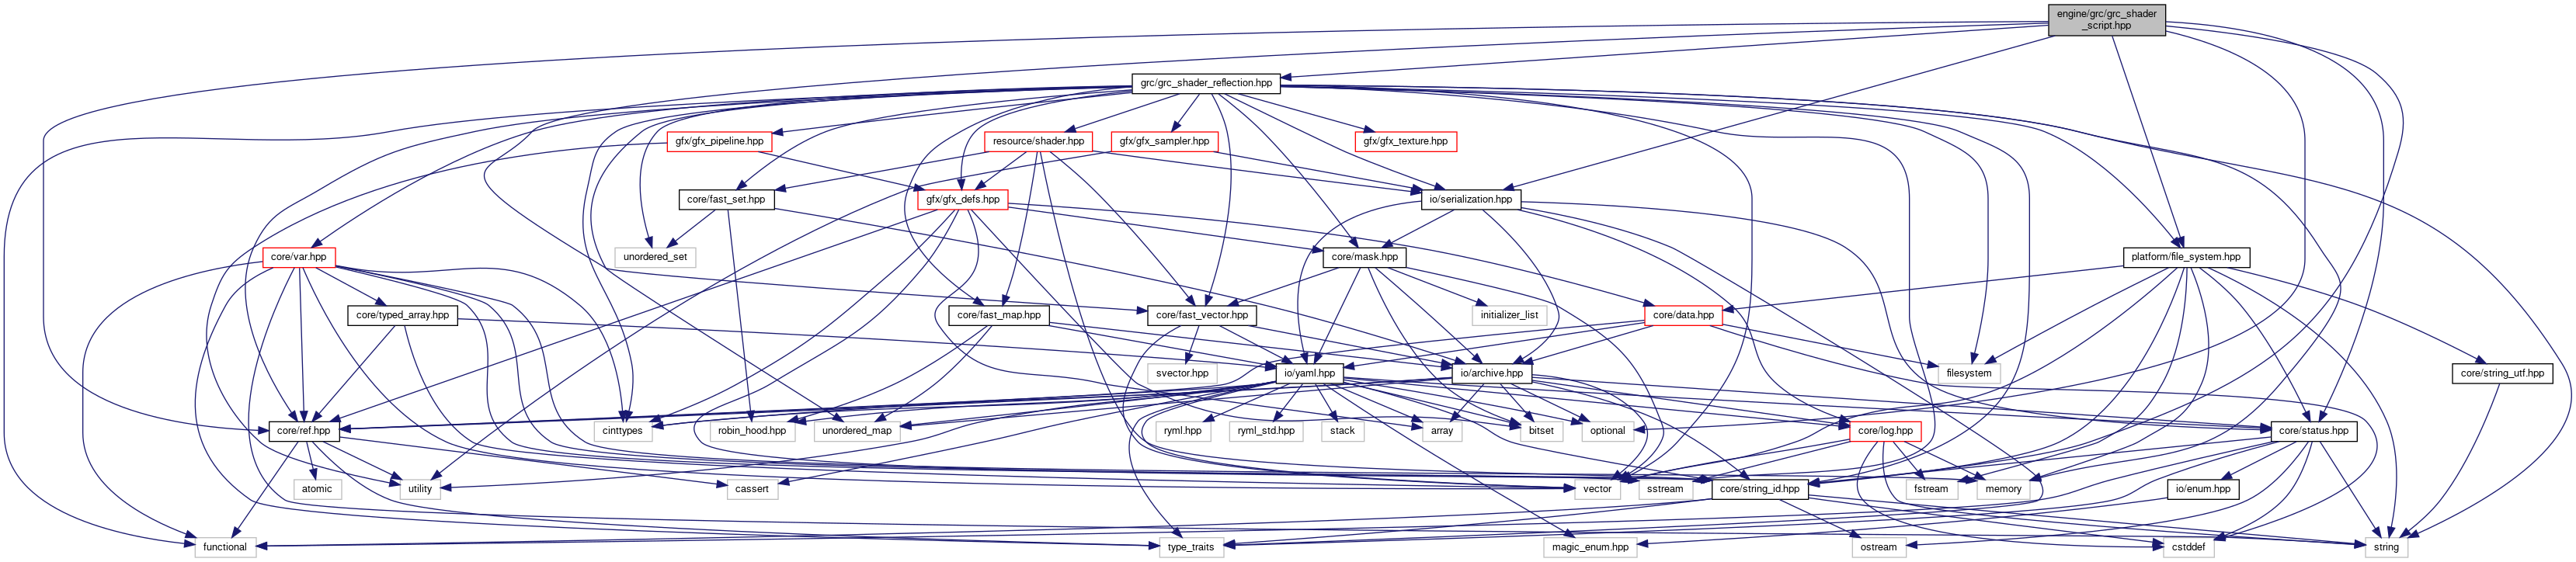 engine/grc/grc_shader
_script.hpp
grc/grc_shader_reflection.hpp
gfx/gfx_pipeline.hpp
resource/shader.hpp
gfx/gfx_sampler.hpp
gfx/gfx_texture.hpp
core/fast_set.hpp
gfx/gfx_defs.hpp
io/serialization.hpp
core/var.hpp
unordered_set
core/mask.hpp
platform/file_system.hpp
core/typed_array.hpp
core/fast_map.hpp
core/fast_vector.hpp
initializer_list
core/data.hpp
svector.hpp
io/yaml.hpp
io/archive.hpp
filesystem
core/string_utf.hpp
core/ref.hpp
cinttypes
robin_hood.hpp
unordered_map
ryml.hpp
ryml_std.hpp
stack
array
bitset
optional
core/log.hpp
core/status.hpp
atomic
utility
cassert
vector
sstream
core/string_id.hpp
fstream
memory
io/enum.hpp
functional
type_traits
magic_enum.hpp
ostream
cstddef
string